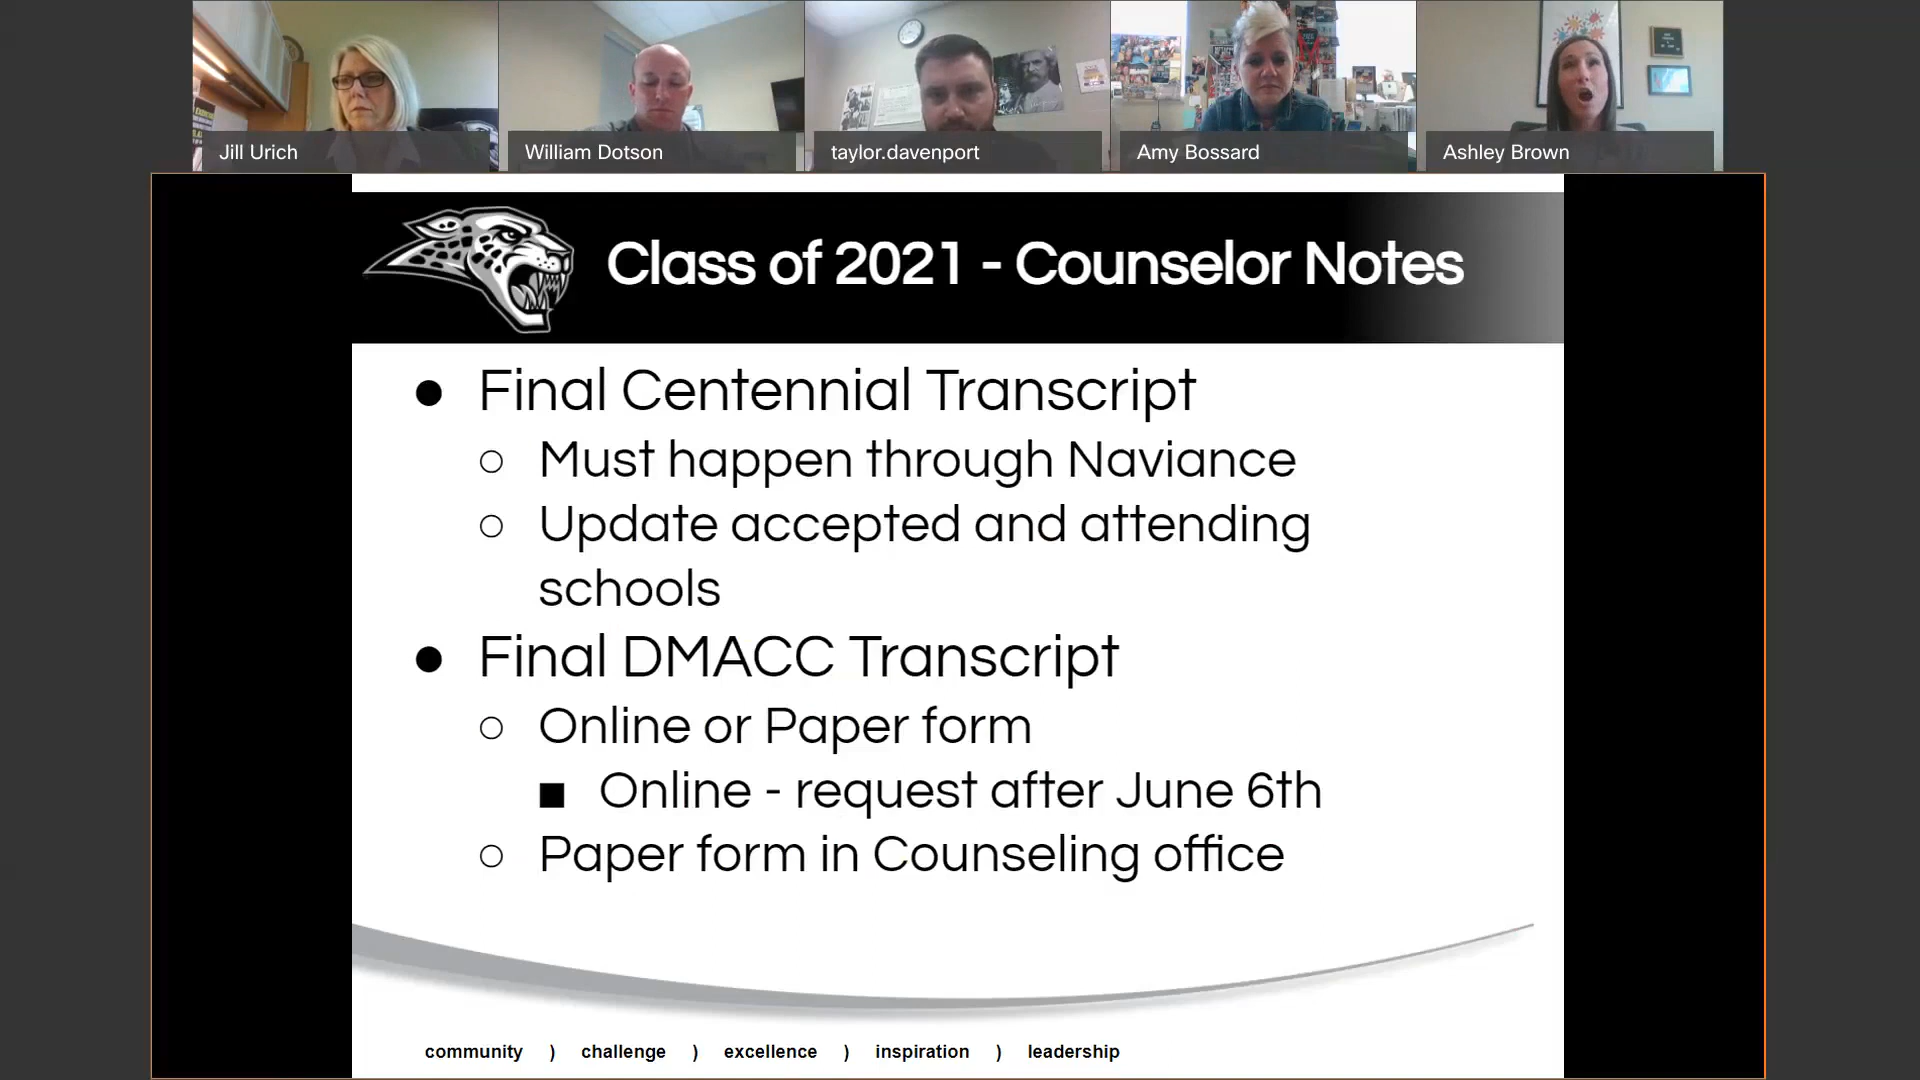 Jill Urich
William Dotson
taylor.davenport
Amy Bossard
Ashley Brown
Class of 2021 - Counselor Notes
● Final Centennial Transcript
○ Must happen through Naviance
○ Update accepted and attending
schools
● Final DMACC Transcript
○ Online or Paper form
■ Online - request after June 6th
○ Paper form in Counseling office
community ) challenge ) excellence ) inspiration ) leadership